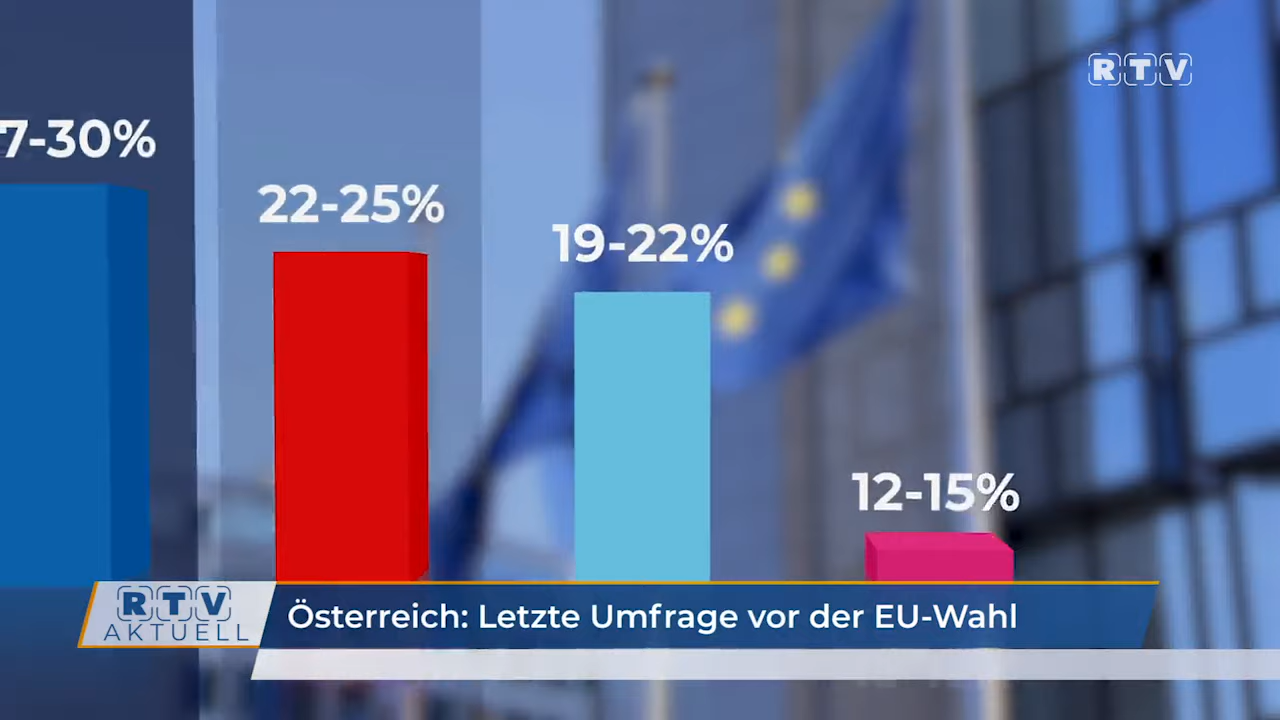 RTV
7-30%
22-25%
19-22%
12-15%
RTV
AKTUELL
Österreich: Letzte Umfrage vor der EU-Wahl